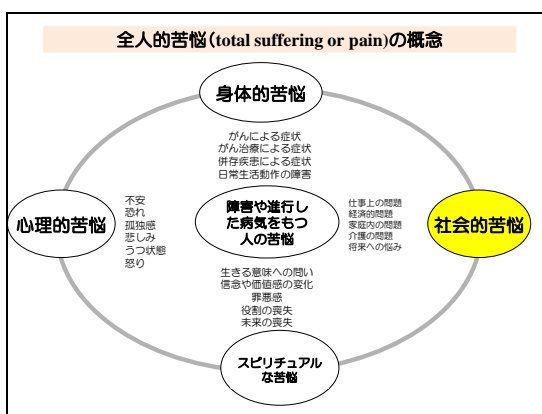 全人的苦悩(total suffering or pain)の概念
身体的苦悩
がんによる症状
がん治療による症状
併存疾患による症状
日常生活動作の障害
心理的苦悩
不安
恐れ
孤独感
悲しみ
うつ状態
怒り
障害や進行し
た病気をもつ
人の苦悩
仕事上の問題
経済的問題
家庭内の問題
介護の問題
将来への悩み
社会的苦悩
生きる意味への問い
信念や価値感の変化
罪悪感
役割の喪失
未来の喪失
スピリチュアル
な苦悩